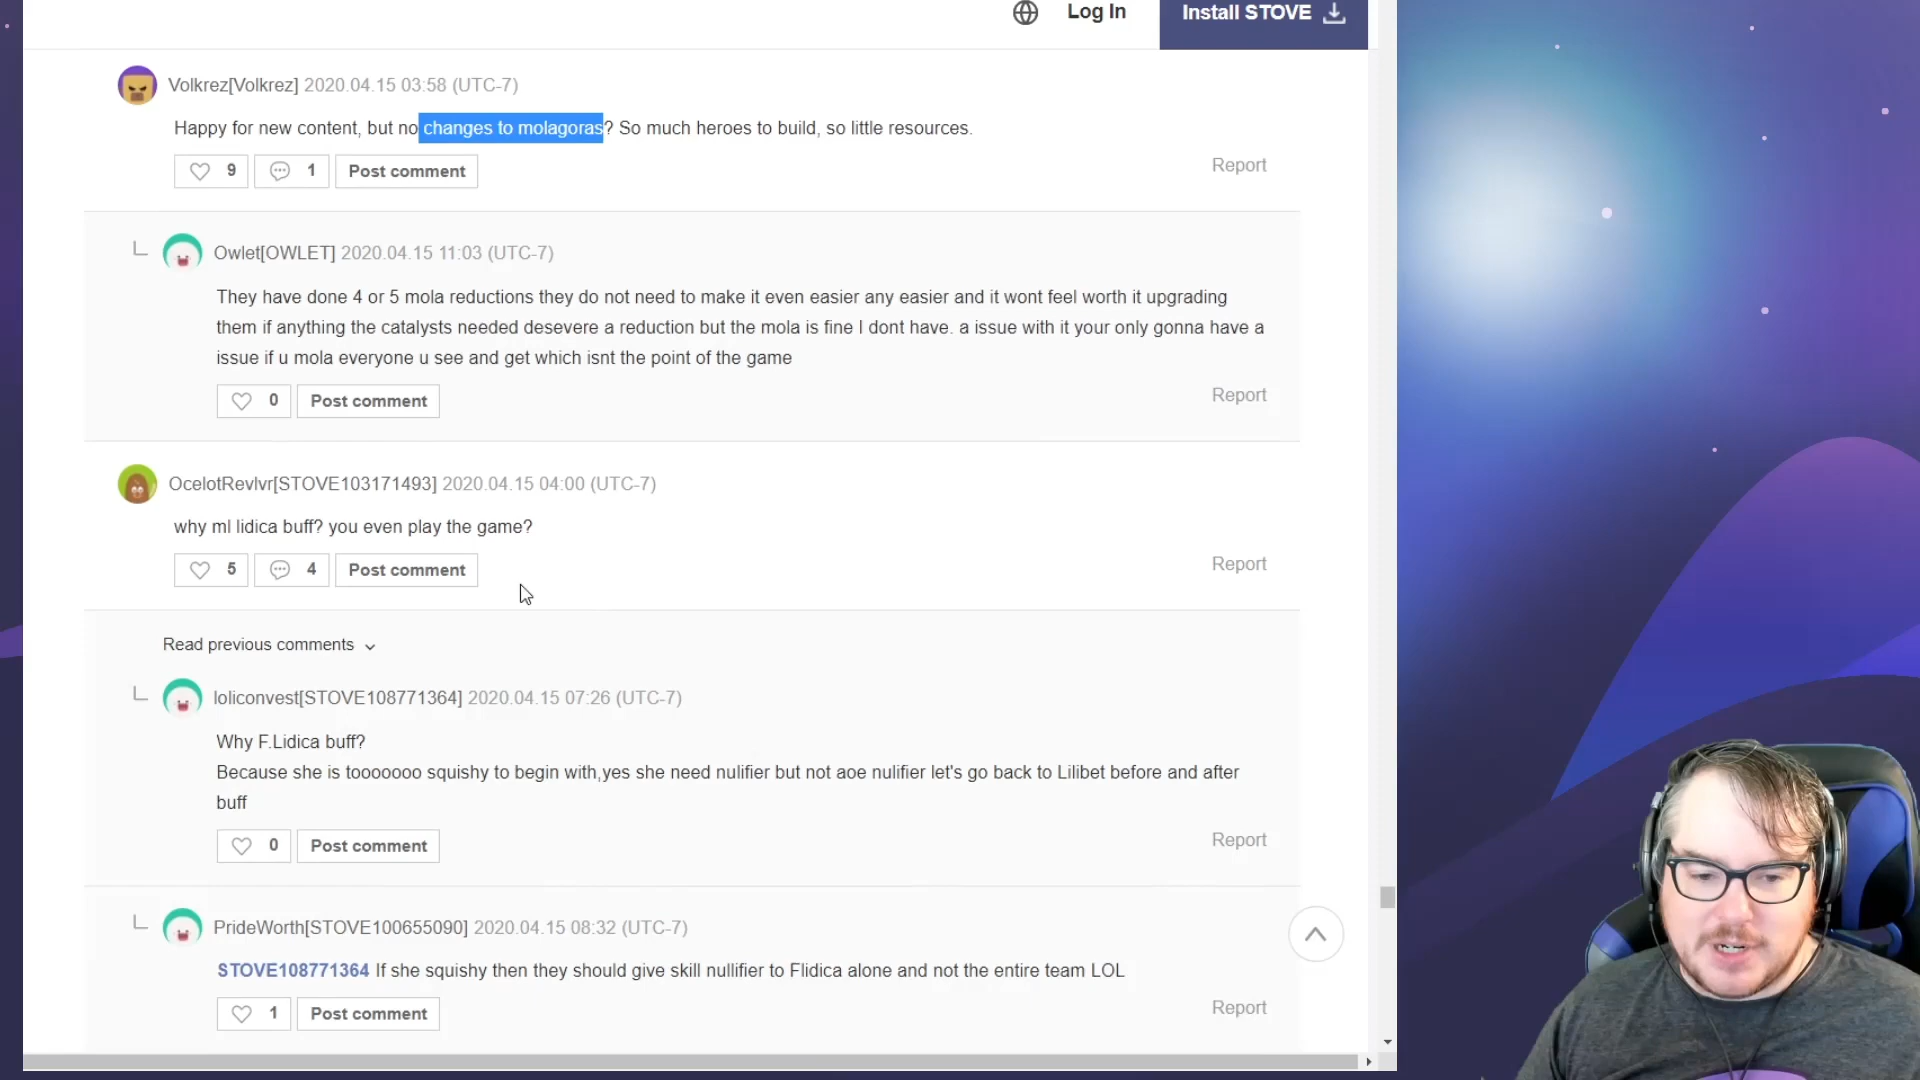 Log In
Install STOVE
Volkrez[Volkrez] 2020.04.15 03:58 (UTC-7)
Happy for new content, but no changes to molagoras? So much heroes to build, so little resources.
9
1
Post comment
Report
Owlet[OWLET] 2020.04.15 11:03 (UTC-7)
They have done 4 or 5 mola reductions they do not need to make it even easier any easier and it wont feel worth it upgrading
them if anything the catalysts needed desevere a reduction but the mola is fine I dont have. a issue with it your only gonna have a
issue if u mola everyone u see and get which isnt the point of the game
0
Post comment
Report
OcelotRevlvr[STOVE103171493] 2020.04.15 04:00 (UTC-7)
why ml lidica buff? you even play the game?
5
4
Post comment
Report
Read previous comments
loliconvest[STOVE108771364] 2020.04.15 07:26 (UTC-7)
Why F.Lidica buff?
Because she is tooooooo squishy to begin with,yes she need nulifier but not aoe nulifier let's go back to Lilibet before and after
buff
0
Post comment
Report
PrideWorth[STOVE100655090] 2020.04.15 08:32 (UTC-7)
STOVE108771364 If she squishy then they should give skill nullifier to Flidica alone and not the entire team LOL
1
Post comment
Report